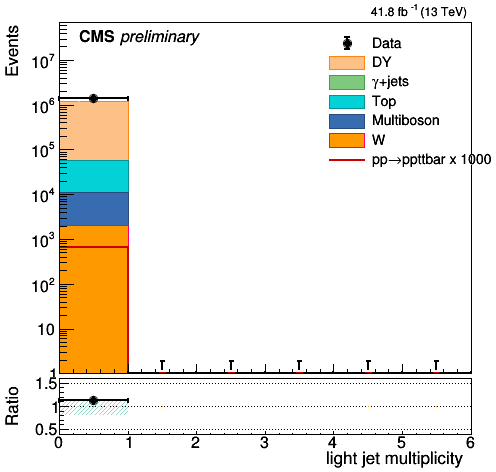 41.8 fb⁻¹ (13 TeV)
CMS preliminary
Events
10⁷
10⁶
10⁵
10⁴
10³
10²
10
1
Data
DY
γ+jets
Top
Multiboson
W
pp→ppttbar x 1000
Ratio
1.5
1
0.5
0 1 2 3 4 5 6
light jet multiplicity